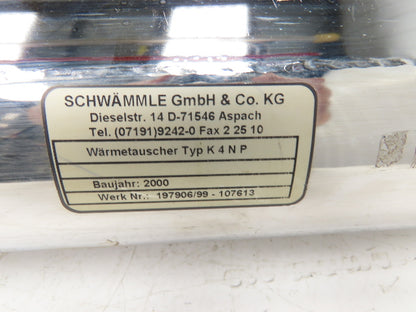 SCHWÄMMLE GmbH & Co. KG
Dieselstr. 14 D-71546 Aspach
Tel. (07191)9242-0 Fax 2 25 10
Wärmetauscher Typ K 4 N P
Baujahr: 2000
Werk Nr.: 197906/99 - 107613